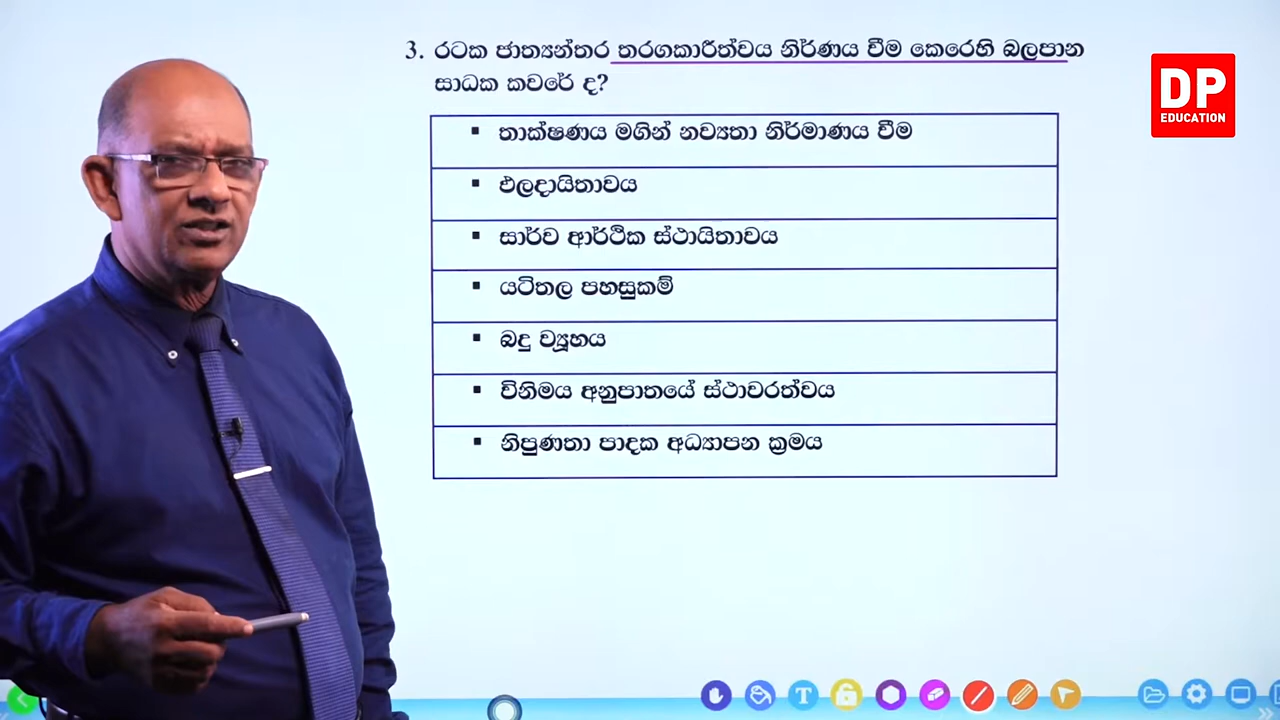 3. රටක ජාත්‍යන්තර තරගකාරීත්වය නිර්ණය වීම කෙරෙහි බලපාන
සාධක කවරේ ද?
▪ තාක්ෂණය මගින් නව්‍යතා නිර්මාණය වීම
▪ ඵලදායිතාවය
▪ සාර්ව ආර්ථික ස්ථායිතාවය
▪ යටිතල පහසුකම්
▪ බදු ව්‍යූහය
▪ විනිමය අනුපාතයේ ස්ථාවරත්වය
▪ නිපුණතා පාදක අධ්‍යාපන ක්‍රමය
DP
EDUCATION
T